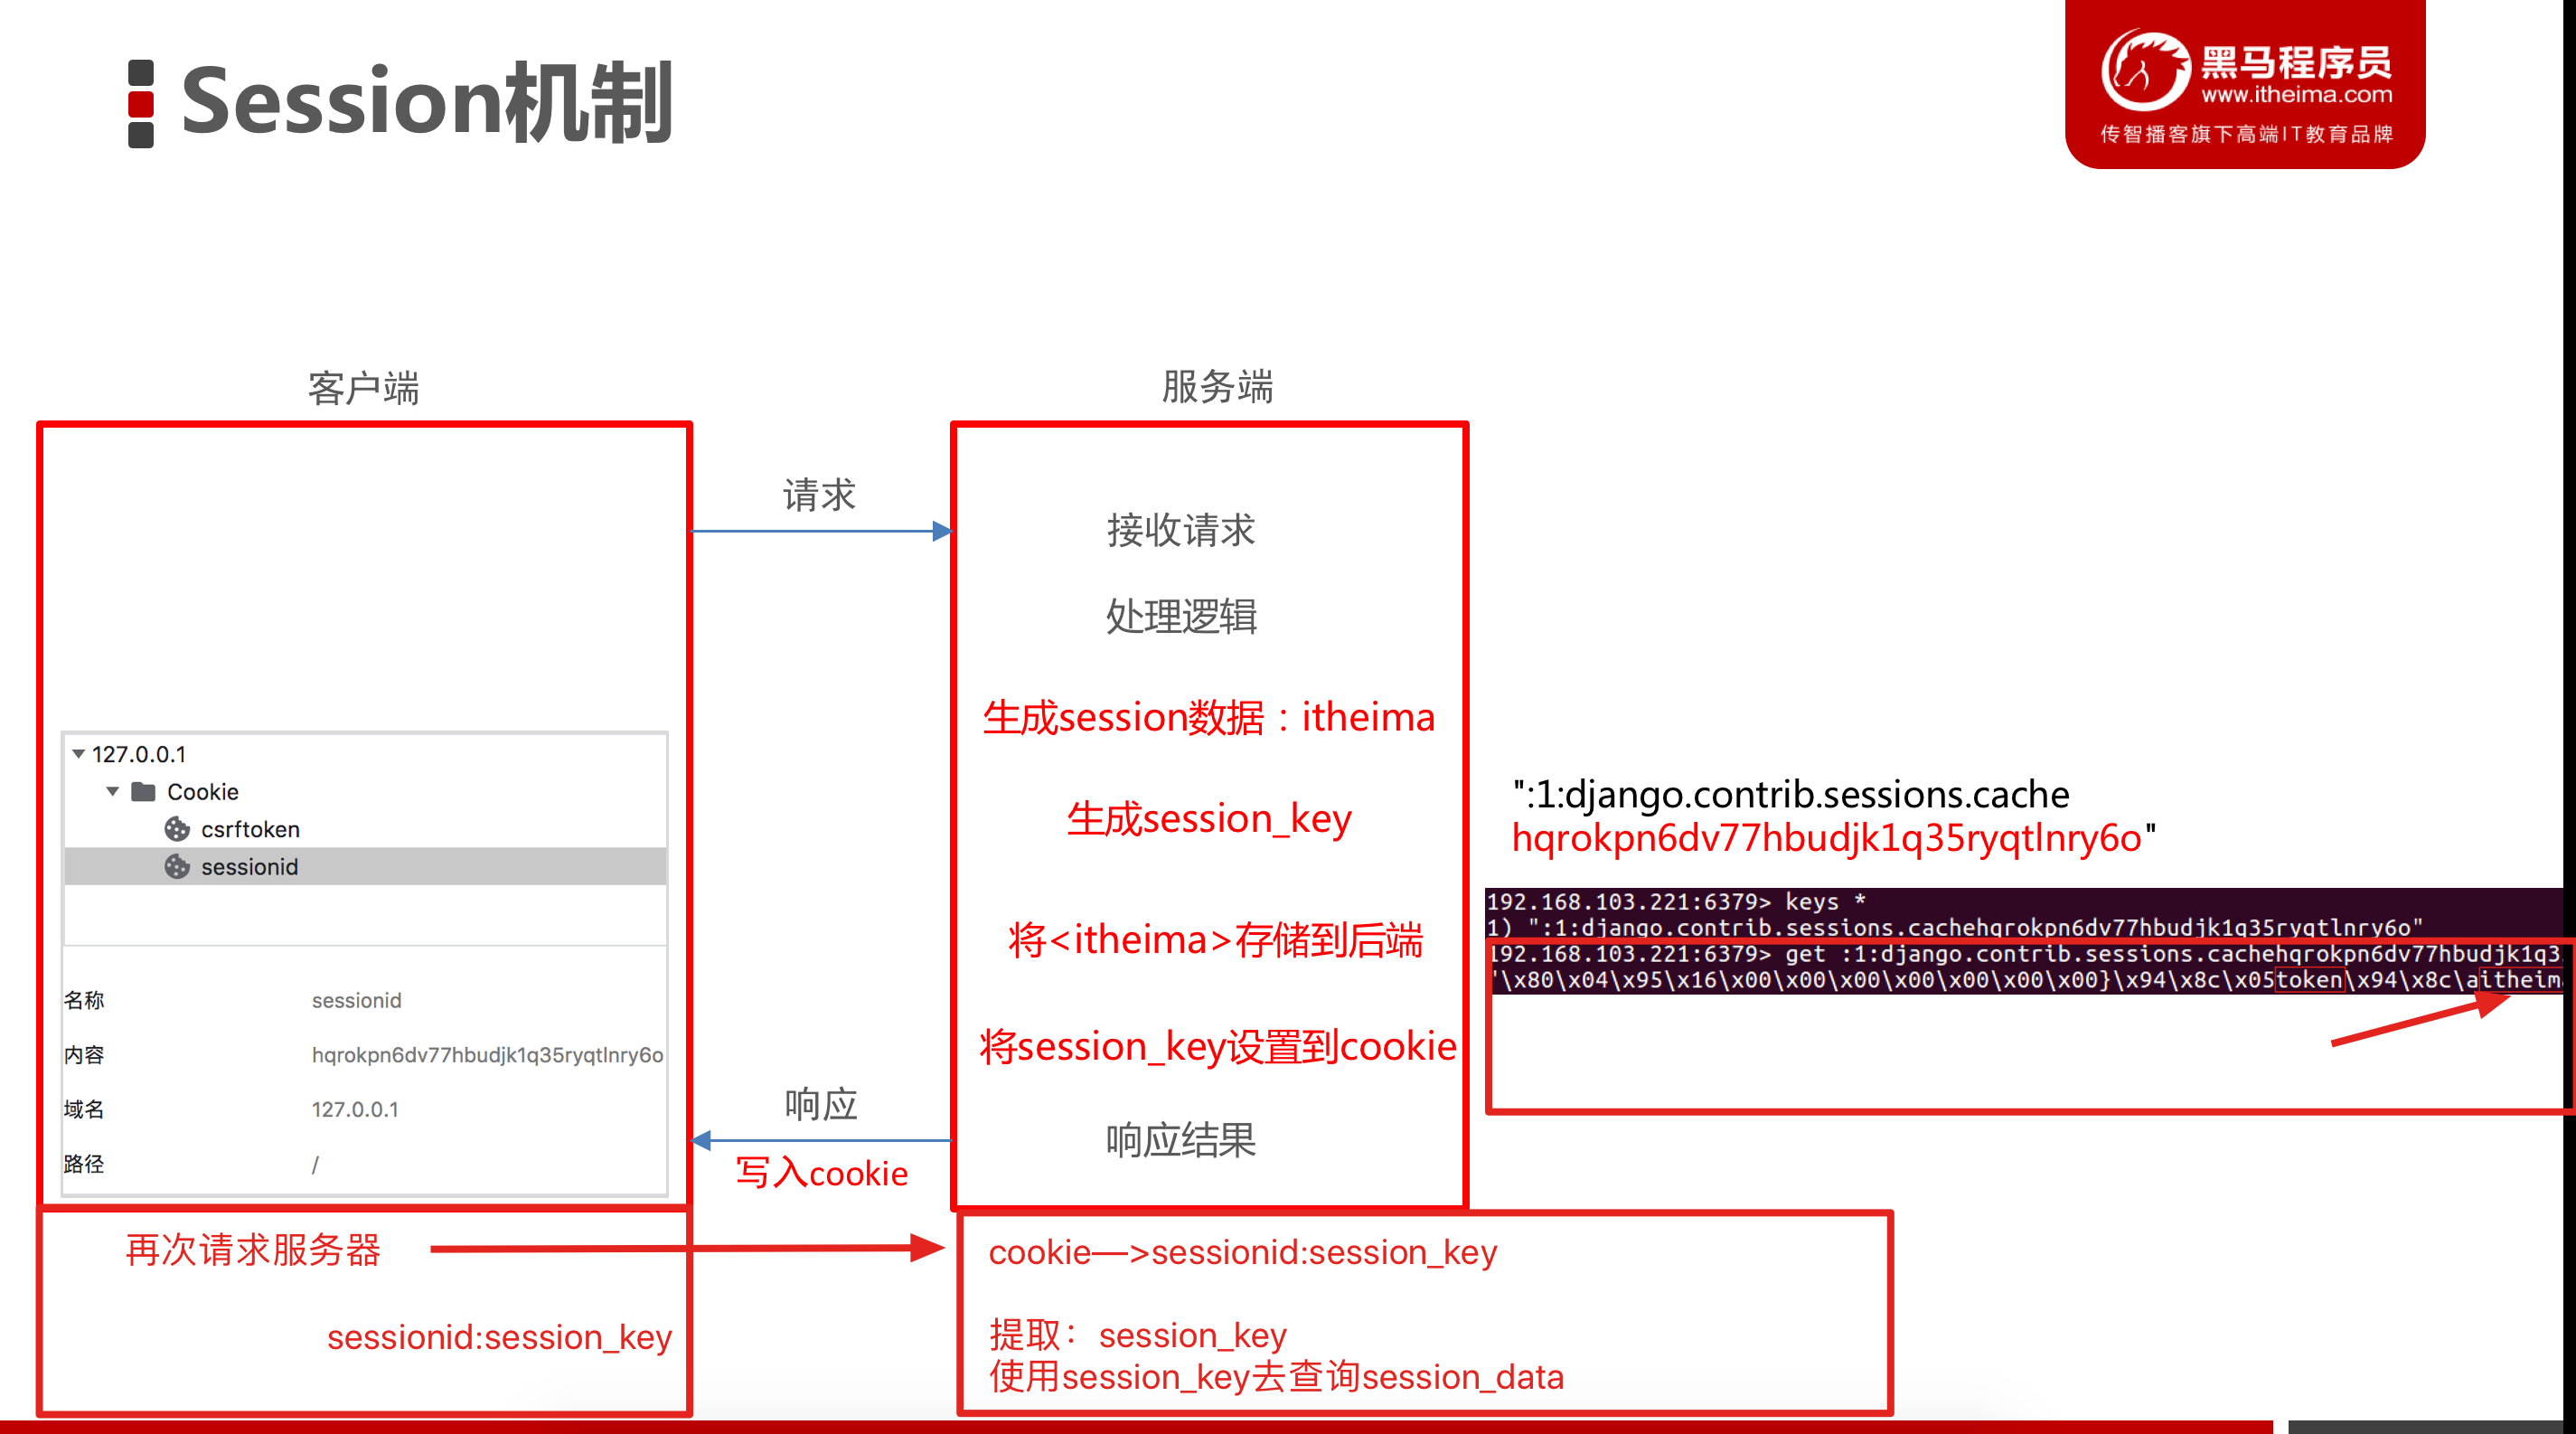 Session机制
黑马程序员
www.itheima.com
传智播客旗下高端IT教育品牌
客户端
服务端
请求
接收请求
处理逻辑
生成session数据：itheima
127.0.0.1
Cookie
csrftoken
sessionid
生成session_key
":1:django.contrib.sessions.cache
hqrokpn6dv77hbudjk1q35ryqtlnry6o"
将<itheima>存储到后端
192.168.103.221:6379> keys *
1) ":1:django.contrib.sessions.cachehqrokpn6dv77hbudjk1q35ryqtlnry6o"
192.168.103.221:6379> get :1:django.contrib.sessions.cachehqrokpn6dv77hbudjk1q3
"\x80\x04\x95\x16\x00\x00\x00\x00\x00\x00\x00}\x94\x8c\x05token\x94\x8c\aitheim
名称 sessionid
内容 hqrokpn6dv77hbudjk1q35ryqtlnry6o
域名 127.0.0.1
路径 /
将session_key设置到cookie
响应
写入cookie
响应结果
再次请求服务器
sessionid:session_key
cookie—>sessionid:session_key
提取：session_key
使用session_key去查询session_data